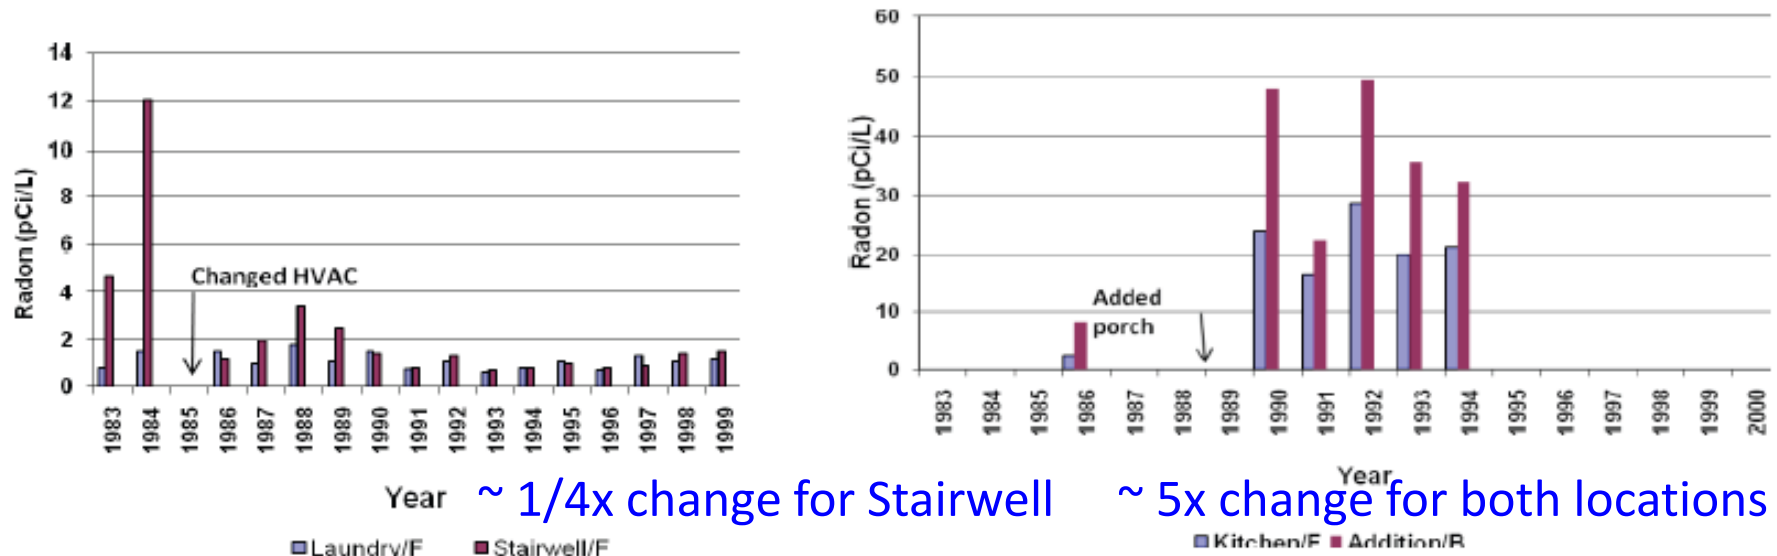 14
12
10
8
6
4
2
0
Radon (pCi/L)
Changed HVAC
1983 1984 1985 1986 1987 1988 1989 1990 1991 1992 1993 1994 1995 1996 1997 1998 1999
Year
~ 1/4x change for Stairwell
Laundry/F Stairwell/F
60
50
40
30
20
10
0
Radon (pCi/L)
Added
porch
1983 1984 1985 1986 1987 1988 1989 1990 1991 1992 1993 1994 1995 1996 1997 1998 1999 2000
Year
~ 5x change for both locations
Kitchen/F Addition/B